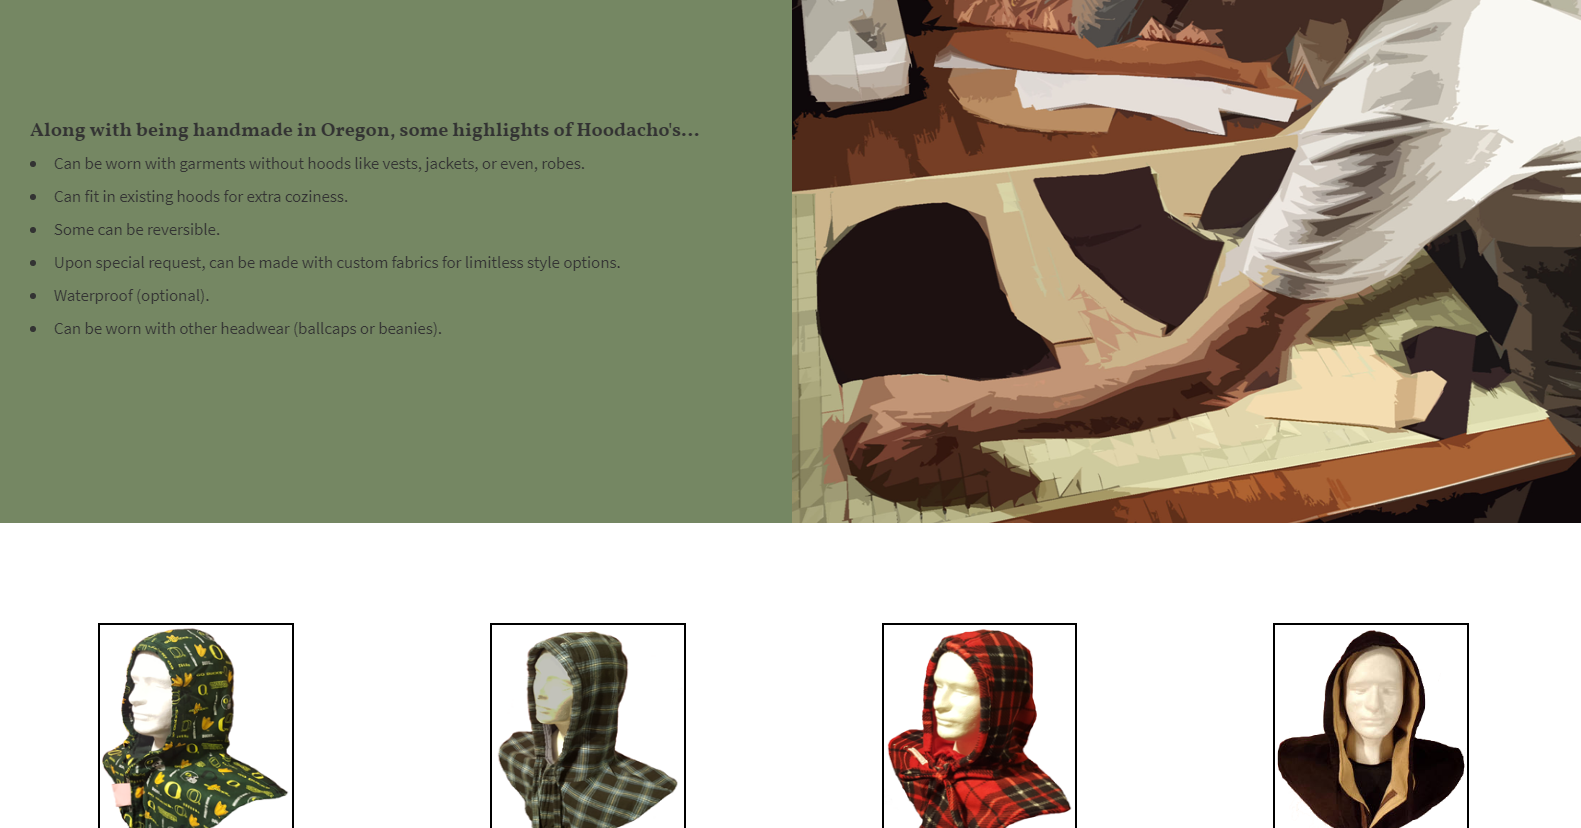 Along with being handmade in Oregon, some highlights of Hoodacho's...
Can be worn with garments without hoods like vests, jackets, or even, robes.
Can fit in existing hoods for extra coziness.
Some can be reversible.
Upon special request, can be made with custom fabrics for limitless style options.
Waterproof (optional).
Can be worn with other headwear (ballcaps or beanies).